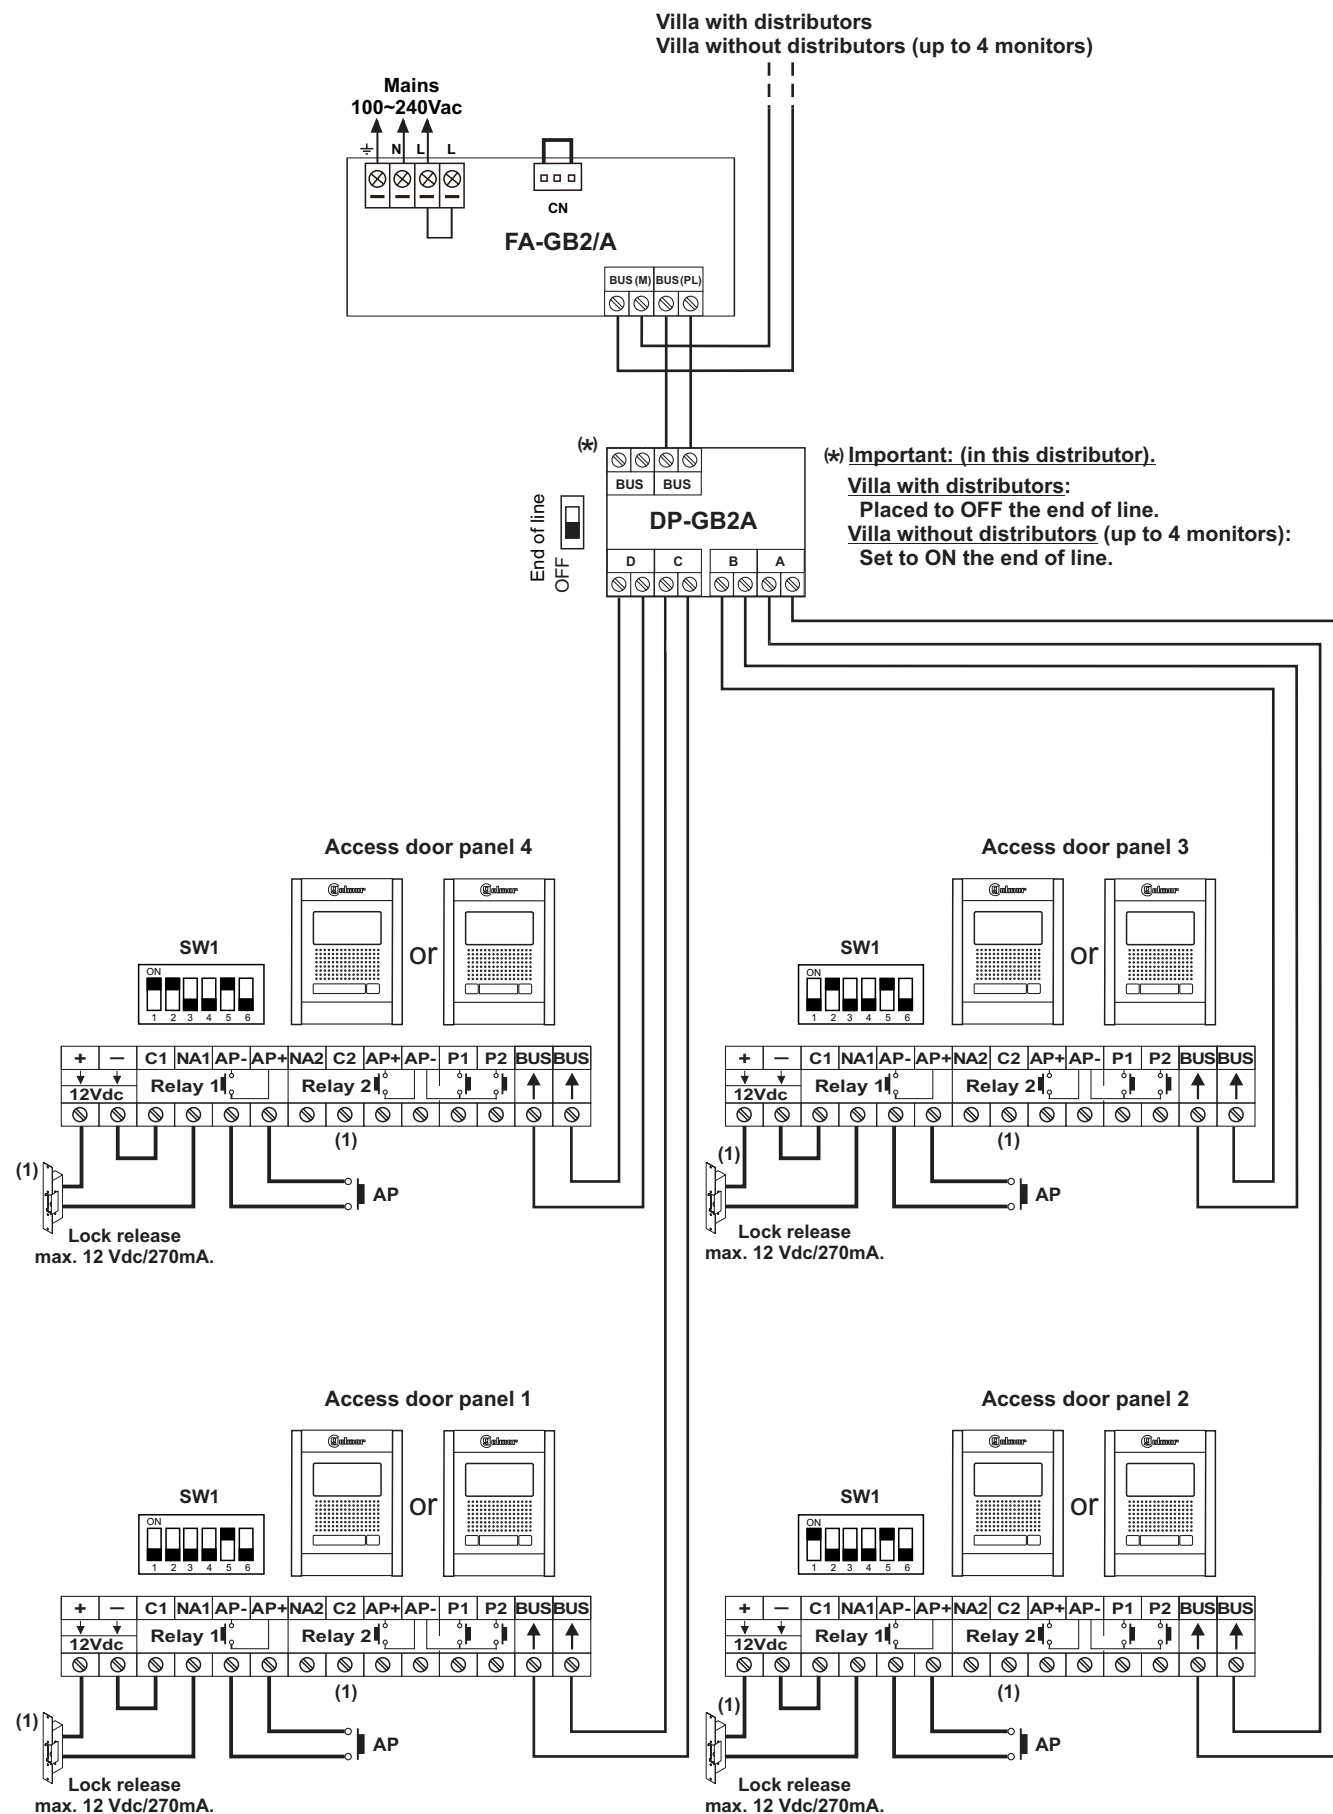 Villa with distributors
Villa without distributors (up to 4 monitors)
Mains
100~240Vac
N L L
CN
FA-GB2/A
BUS (M) BUS(PL)
(*)
BUS BUS
DP-GB2A
D C B A
End of line
OFF
(*) Important: (in this distributor).
Villa with distributors:
Placed to OFF the end of line.
Villa without distributors (up to 4 monitors):
Set to ON the end of line.
Access door panel 4
Golmar
Golmar
or
SW1
ON
1 2 3 4 5 6
+ — C1 NA1 AP- AP+ NA2 C2 AP+ AP- P1 P2 BUS BUS
12Vdc
Relay 1
Relay 2
(1)
(1)
AP
Lock release
max. 12 Vdc/270mA.
Access door panel 3
Golmar
Golmar
or
SW1
ON
1 2 3 4 5 6
+ — C1 NA1 AP- AP+ NA2 C2 AP+ AP- P1 P2 BUS BUS
12Vdc
Relay 1
Relay 2
(1)
(1)
AP
Lock release
max. 12 Vdc/270mA.
Access door panel 1
Golmar
Golmar
or
SW1
ON
1 2 3 4 5 6
+ — C1 NA1 AP- AP+ NA2 C2 AP+ AP- P1 P2 BUS BUS
12Vdc
Relay 1
Relay 2
(1)
(1)
AP
Lock release
max. 12 Vdc/270mA.
Access door panel 2
Golmar
Golmar
or
SW1
ON
1 2 3 4 5 6
+ — C1 NA1 AP- AP+ NA2 C2 AP+ AP- P1 P2 BUS BUS
12Vdc
Relay 1
Relay 2
(1)
(1)
AP
Lock release
max. 12 Vdc/270mA.